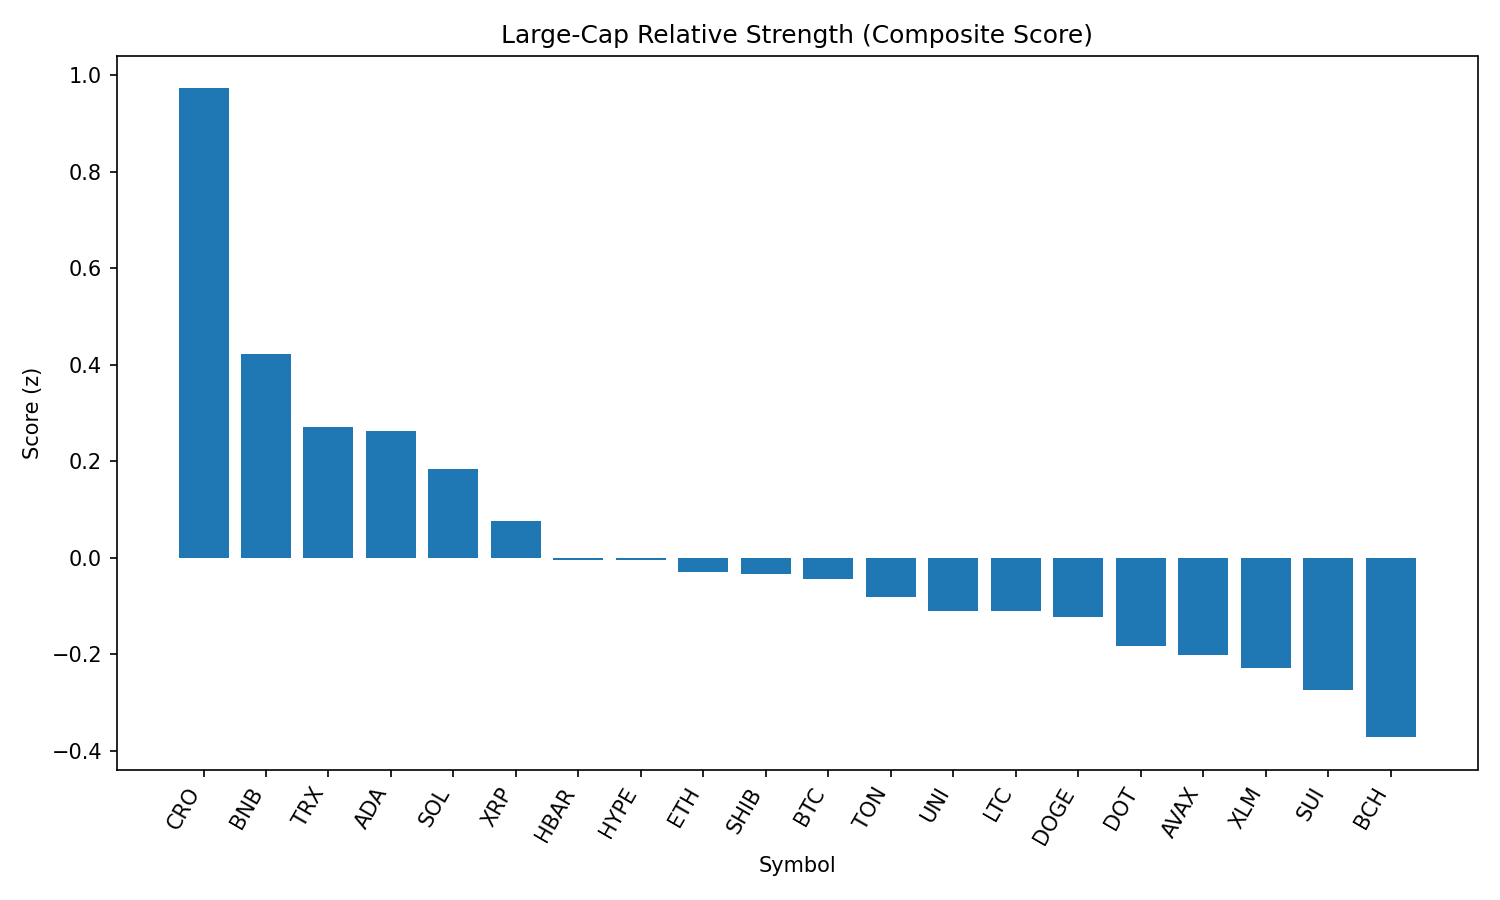 Large-Cap Relative Strength (Composite Score)
1.0
0.8
0.6
0.4
0.2
0.0
−0.2
−0.4
Score (z)
CRO
BNB
TRX
ADA
SOL
XRP
HBAR
HYPE
ETH
SHIB
BTC
TON
UNI
LTC
DOGE
DOT
AVAX
XLM
SUI
BCH
Symbol